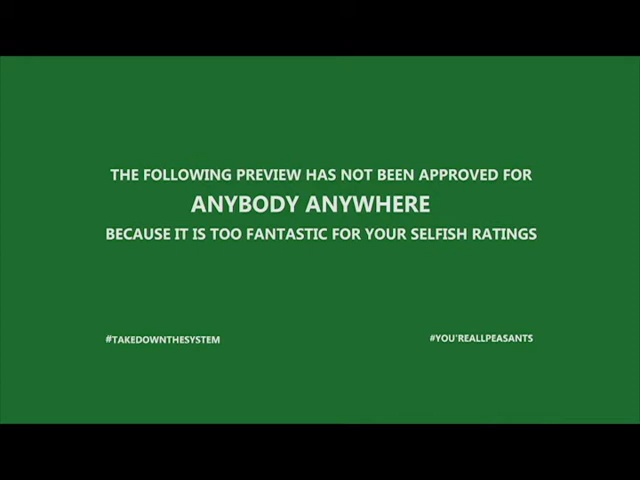 THE FOLLOWING PREVIEW HAS NOT BEEN APPROVED FOR
ANYBODY ANYWHERE
BECAUSE IT IS TOO FANTASTIC FOR YOUR SELFISH RATINGS
#TAKEDOWNTHESYSTEM
#YOU'REALLPEASANTS